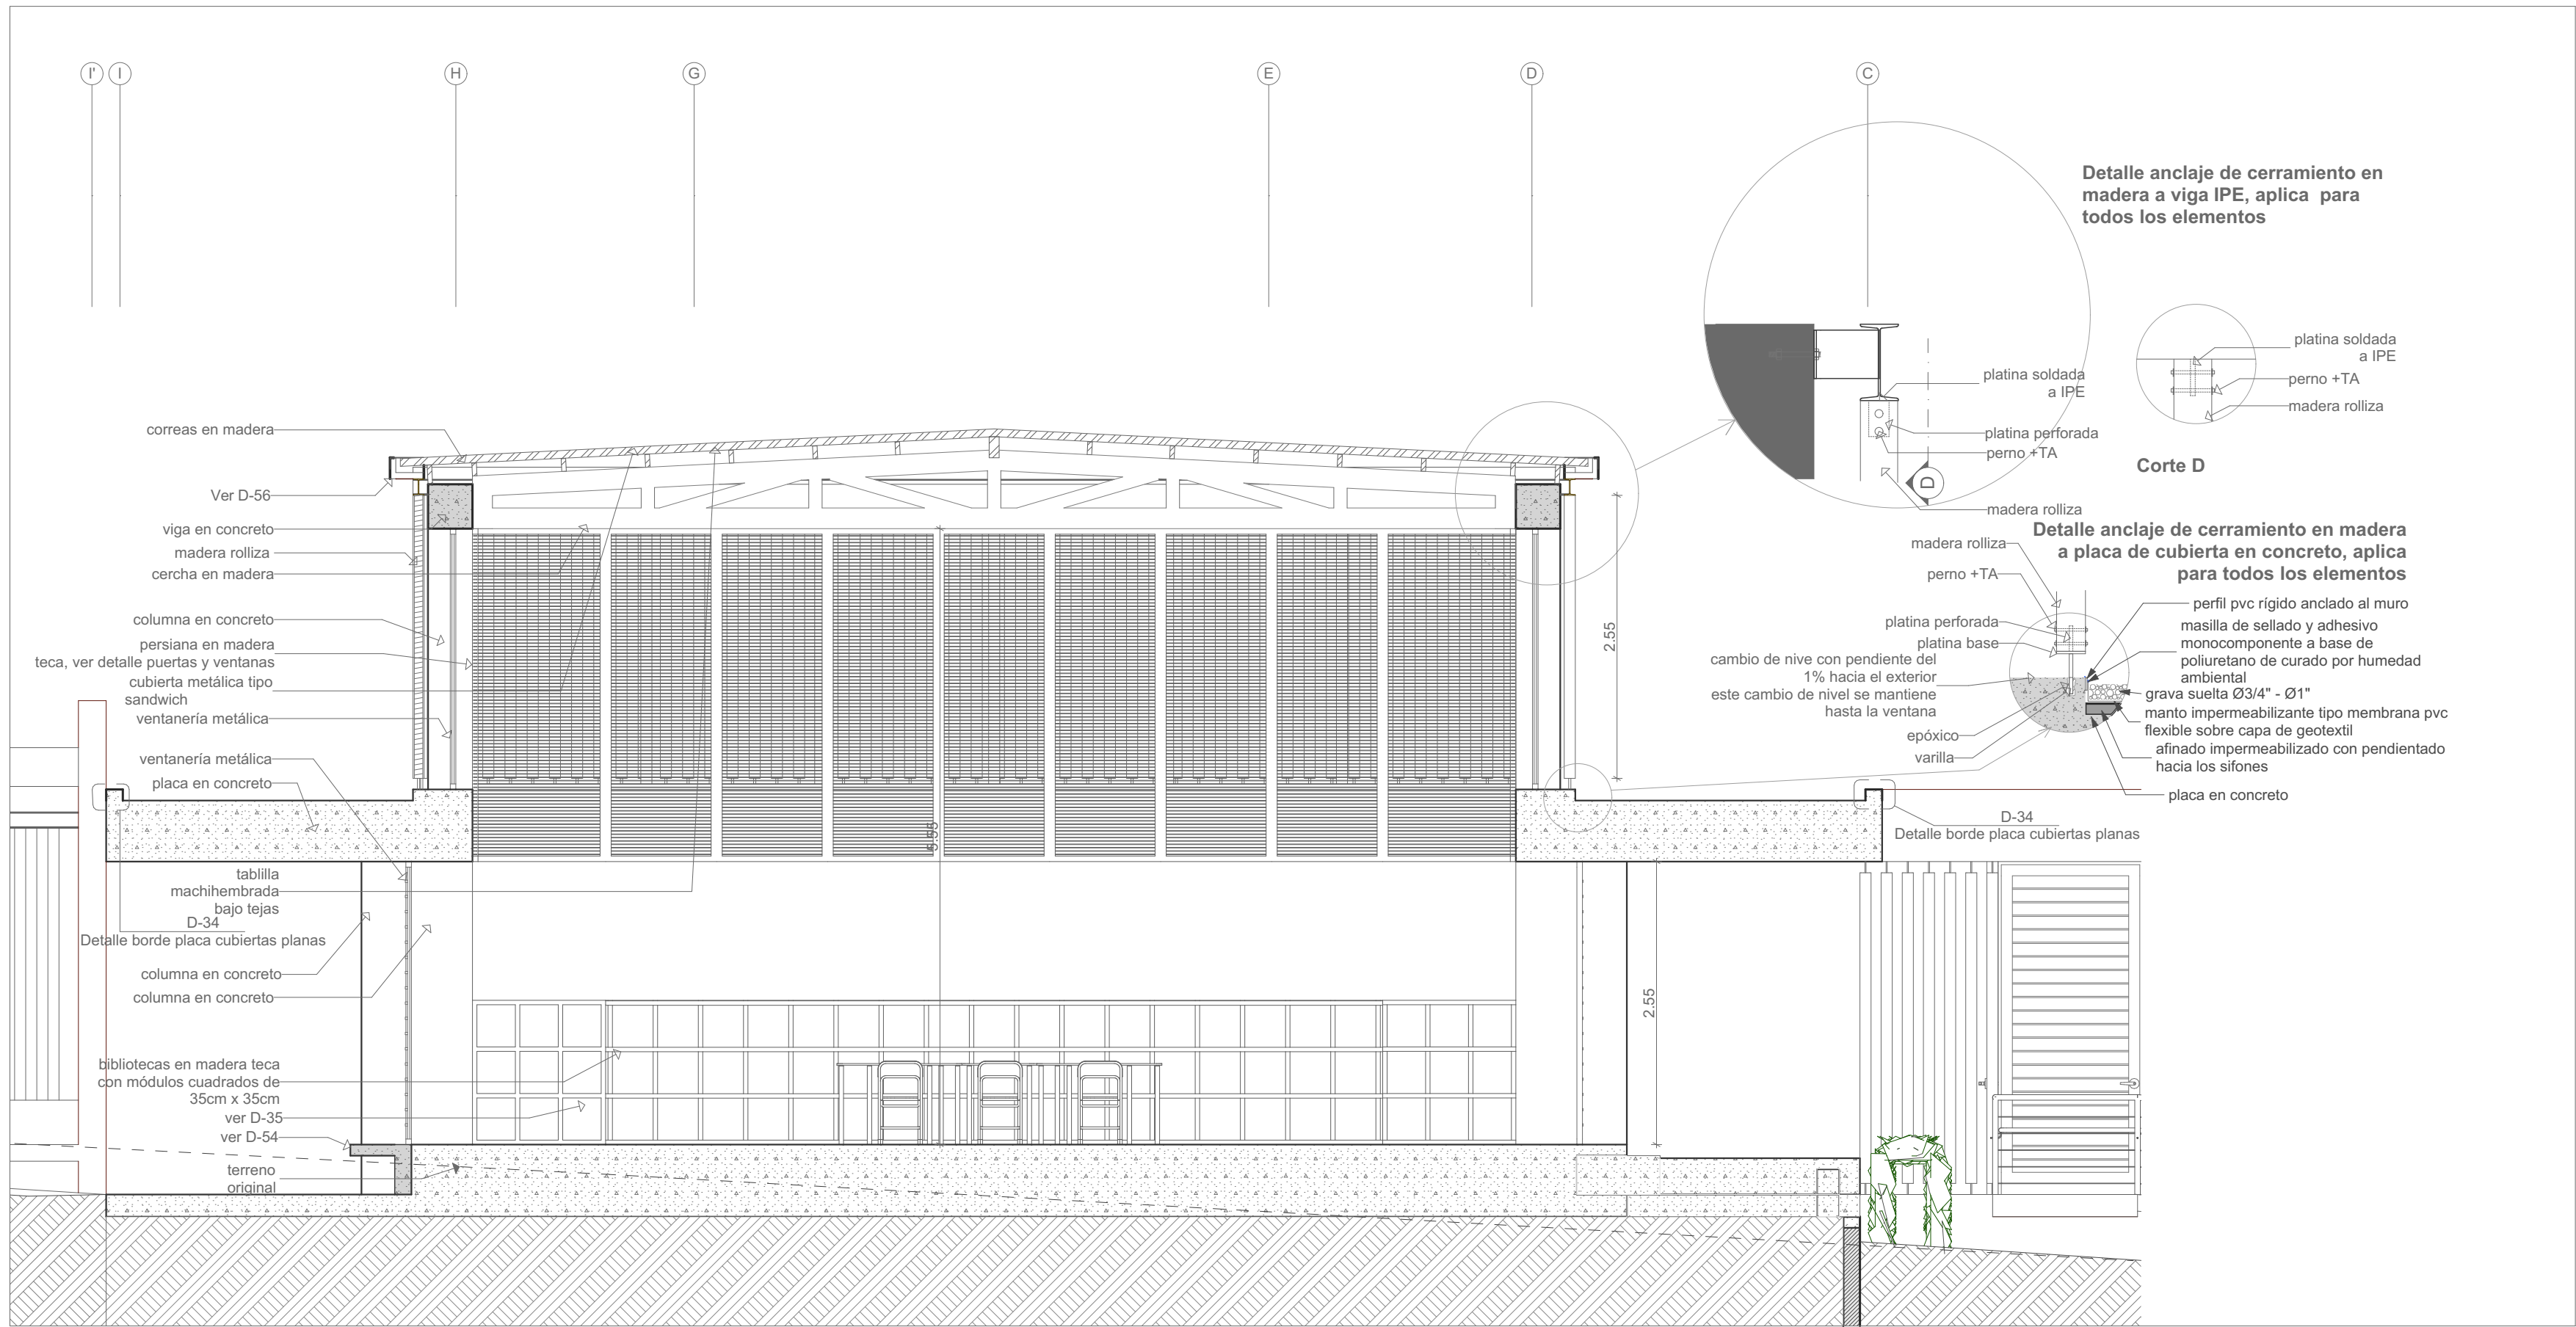 I'
I
H
G
E
D
C
Detalle anclaje de cerramiento en
madera a viga IPE, aplica para
todos los elementos
platina soldada
a IPE
perno +TA
madera rolliza
platina soldada
a IPE
platina perforada
perno +TA
D
madera rolliza
Corte D
Detalle anclaje de cerramiento en madera
a placa de cubierta en concreto, aplica
para todos los elementos
madera rolliza
perno +TA
platina perforada
platina base
cambio de nive con pendiente del
1% hacia el exterior
este cambio de nivel se mantiene
hasta la ventana
epóxico
varilla
perfil pvc rígido anclado al muro
masilla de sellado y adhesivo
monocomponente a base de
poliuretano de curado por humedad
ambiental
grava suelta Ø3/4" - Ø1"
manto impermeabilizante tipo membrana pvc
flexible sobre capa de geotextil
afinado impermeabilizado con pendientado
hacia los sifones
placa en concreto
D-34
Detalle borde placa cubiertas planas
correas en madera
Ver D-56
viga en concreto
madera rolliza
cercha en madera
columna en concreto
persiana en madera
teca, ver detalle puertas y ventanas
cubierta metálica tipo
sandwich
ventanería metálica
ventanería metálica
placa en concreto
tablilla
machihembrada
bajo tejas
D-34
Detalle borde placa cubiertas planas
columna en concreto
columna en concreto
bibliotecas en madera teca
con módulos cuadrados de
35cm x 35cm
ver D-35
ver D-54
terreno
original
2.55
5.55
2.55